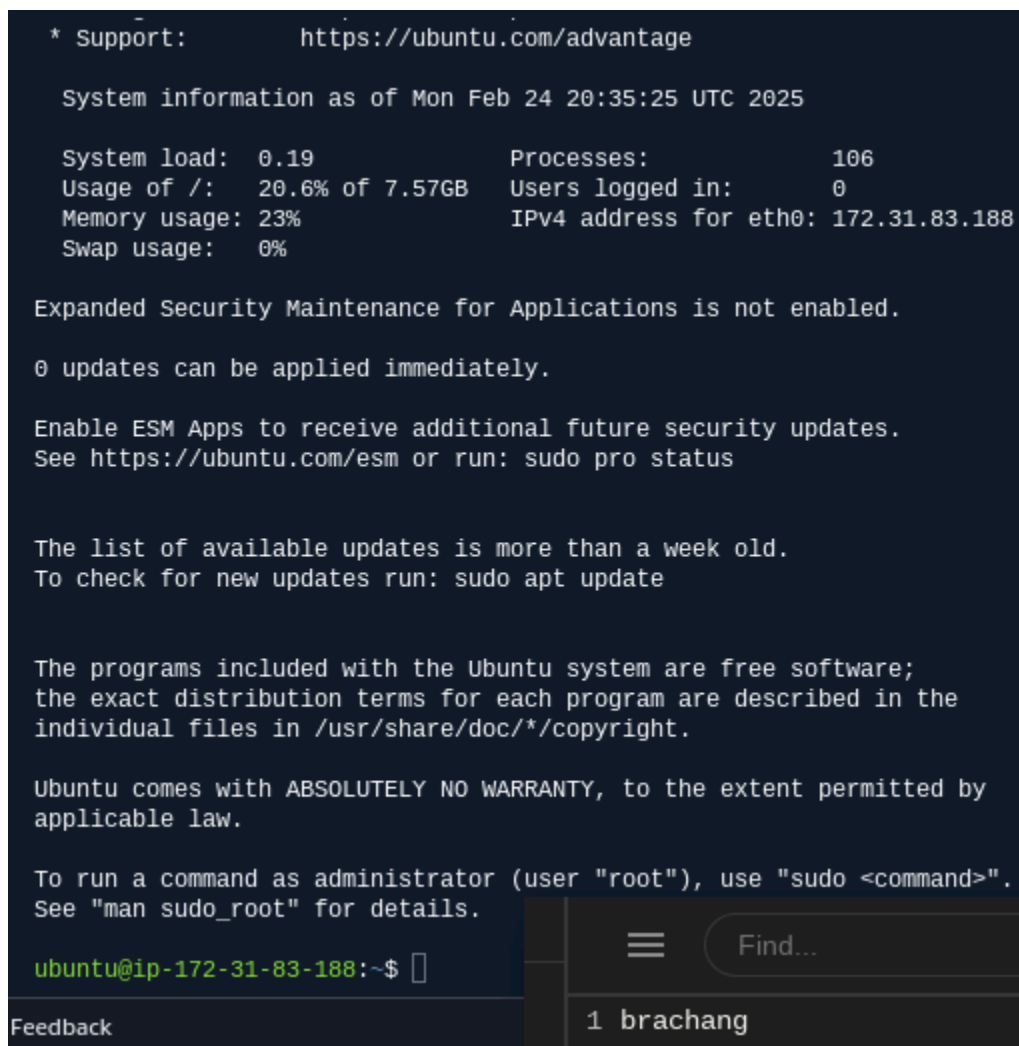 * Support:        https://ubuntu.com/advantage
System information as of Mon Feb 24 20:35:25 UTC 2025
System load:  0.19              Processes:             106
Usage of /:   20.6% of 7.57GB   Users logged in:       0
Memory usage: 23%               IPv4 address for eth0: 172.31.83.188
Swap usage:   0%
Expanded Security Maintenance for Applications is not enabled.
0 updates can be applied immediately.
Enable ESM Apps to receive additional future security updates.
See https://ubuntu.com/esm or run: sudo pro status
The list of available updates is more than a week old.
To check for new updates run: sudo apt update
The programs included with the Ubuntu system are free software;
the exact distribution terms for each program are described in the
individual files in /usr/share/doc/*/copyright.
Ubuntu comes with ABSOLUTELY NO WARRANTY, to the extent permitted by
applicable law.
To run a command as administrator (user "root"), use "sudo <command>".
See "man sudo_root" for details.
ubuntu@ip-172-31-83-188:~$
Find...
Feedback
1 brachang